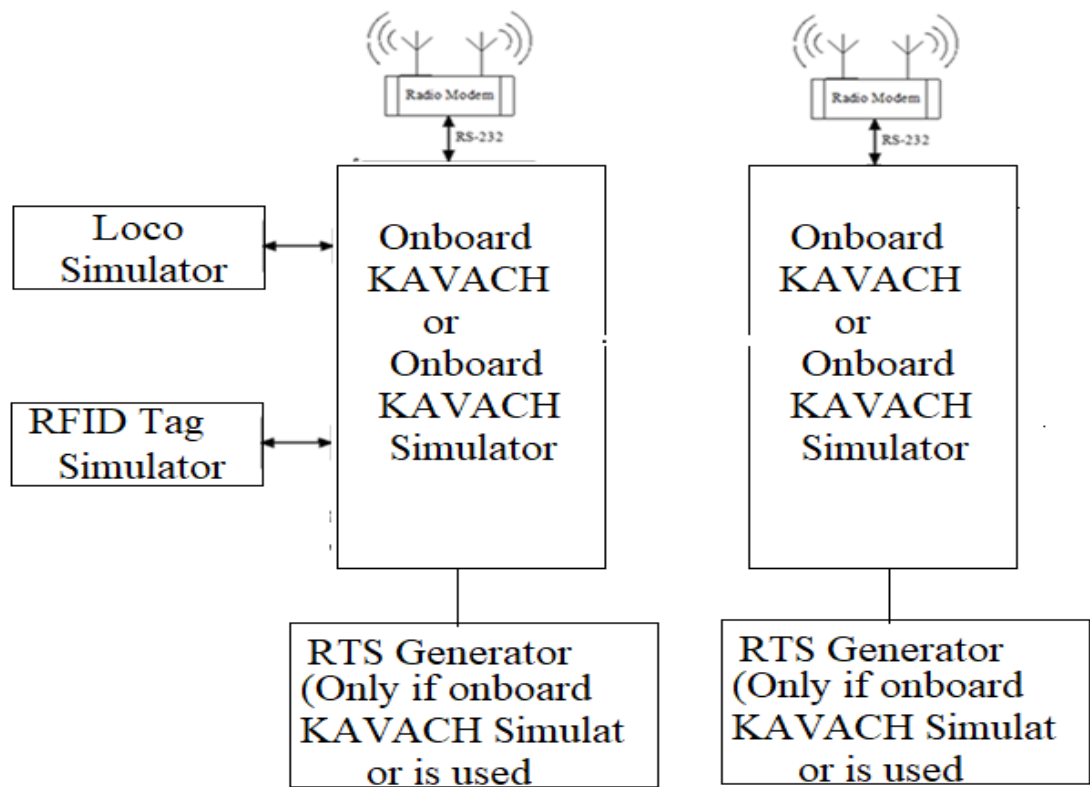 Radio Modem
RS-232
Radio Modem
RS-232
Loco
Simulator
RFID Tag
Simulator
Onboard
KAVACH
or
Onboard
KAVACH
Simulator
Onboard
KAVACH
or
Onboard
KAVACH
Simulator
RTS Generator
(Only if onboard
KAVACH Simulat
or is used
RTS Generator
(Only if onboard
KAVACH Simulat
or is used